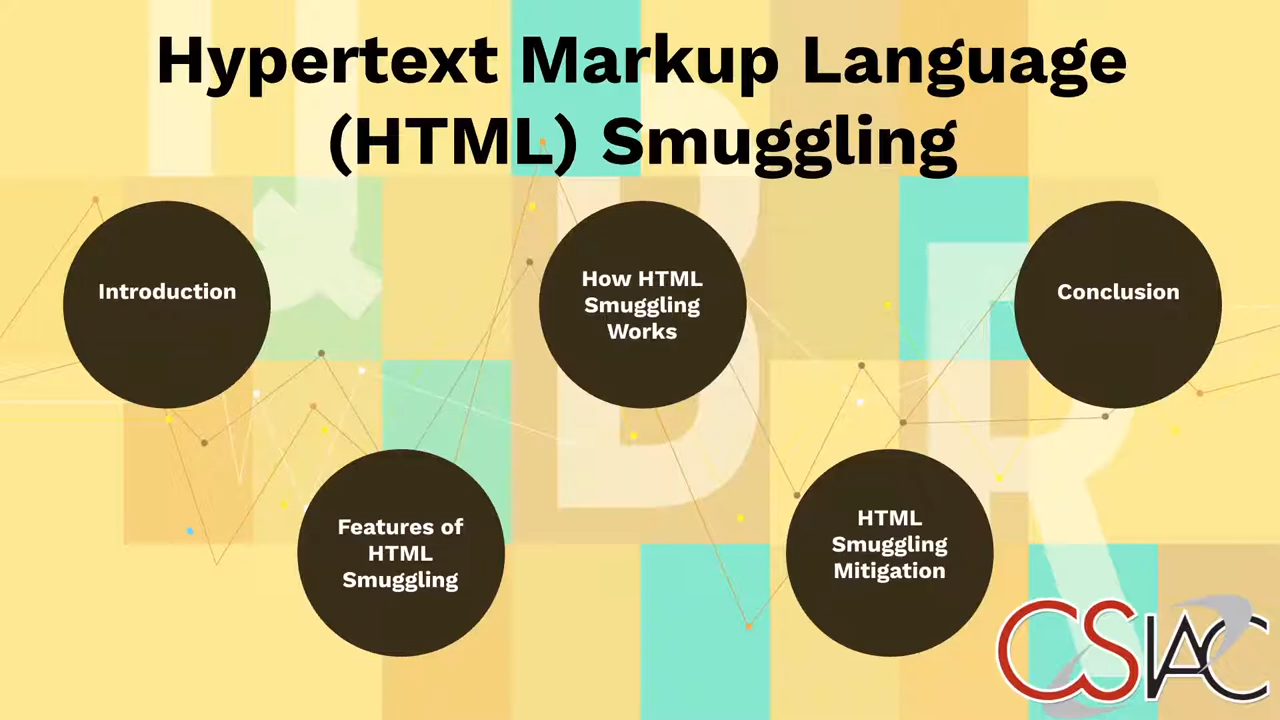 Hypertext Markup Language
(HTML) Smuggling
Introduction
Features of
HTML
Smuggling
How HTML
Smuggling
Works
HTML
Smuggling
Mitigation
Conclusion
CSIAC